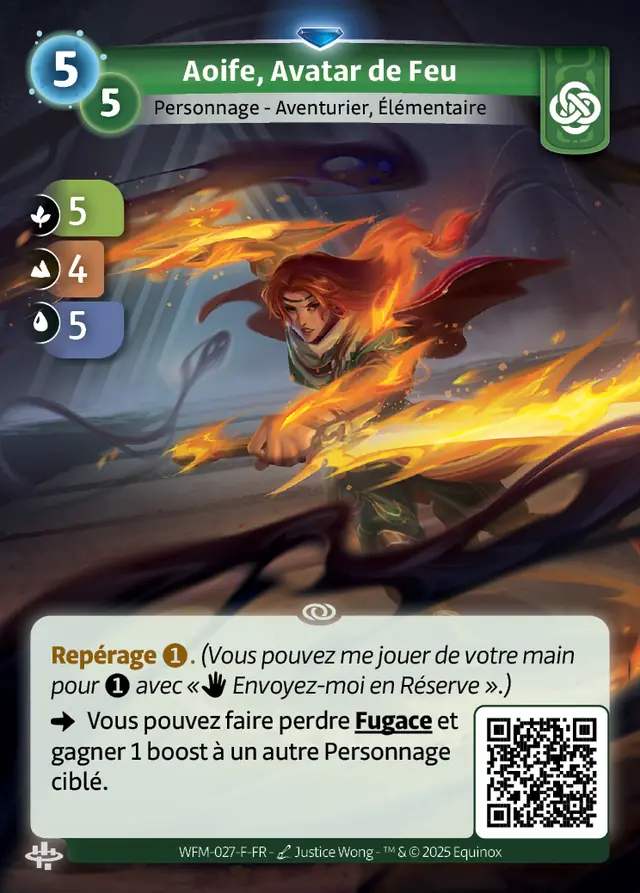 5
5
Aoife, Avatar de Feu
Personnage - Aventurier, Élémentaire
5
4
5
Repérage 1. (Vous pouvez me jouer de votre main
pour 1 avec « Envoyez-moi en Réserve ».)
Vous pouvez faire perdre Fugace et
gagner 1 boost à un autre Personnage
ciblé.
WFM-027-F-FR - Justice Wong - ™ & © 2025 Equinox